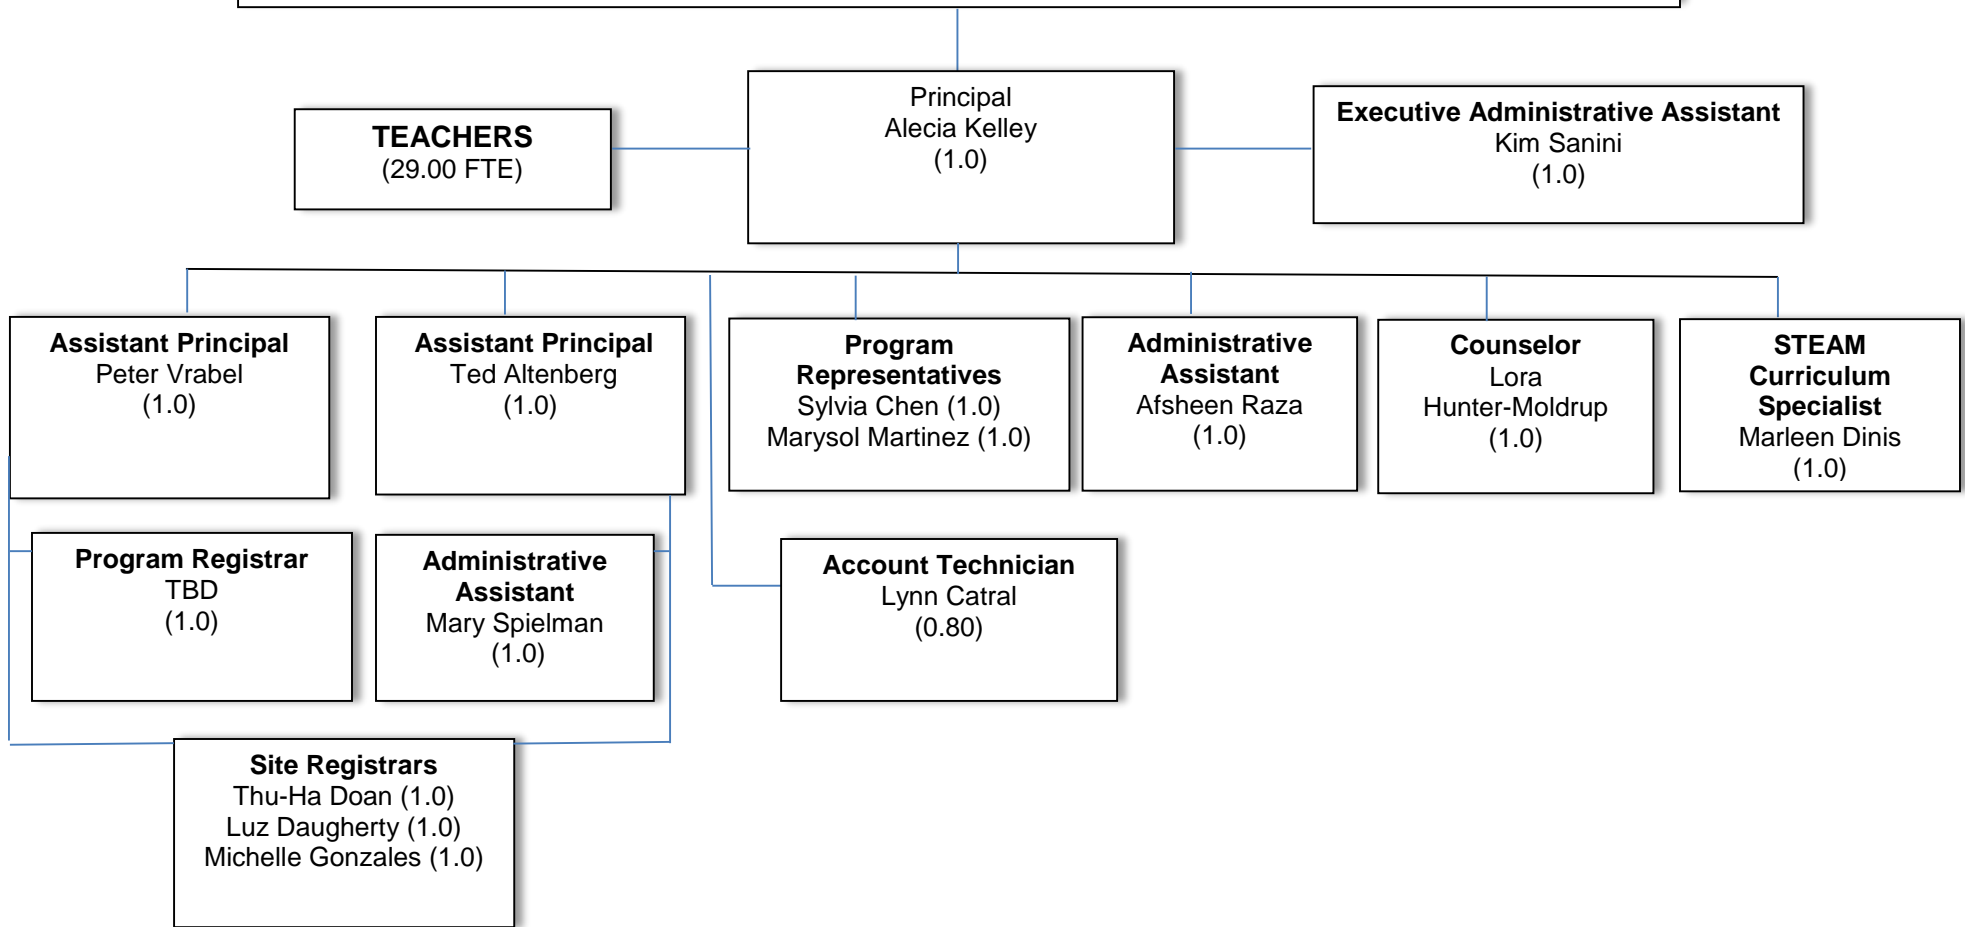 TEACHERS
(29.00 FTE)
Principal
Alecia Kelley
(1.0)
Executive Administrative Assistant
Kim Sanini
(1.0)
Assistant Principal
Peter Vrabel
(1.0)
Assistant Principal
Ted Altenberg
(1.0)
Program
Representatives
Sylvia Chen (1.0)
Marysol Martinez (1.0)
Administrative
Assistant
Afsheen Raza
(1.0)
Counselor
Lora
Hunter-Moldrup
(1.0)
STEAM
Curriculum
Specialist
Marleen Dinis
(1.0)
Program Registrar
TBD
(1.0)
Administrative
Assistant
Mary Spielman
(1.0)
Account Technician
Lynn Catral
(0.80)
Site Registrars
Thu-Ha Doan (1.0)
Luz Daugherty (1.0)
Michelle Gonzales (1.0)